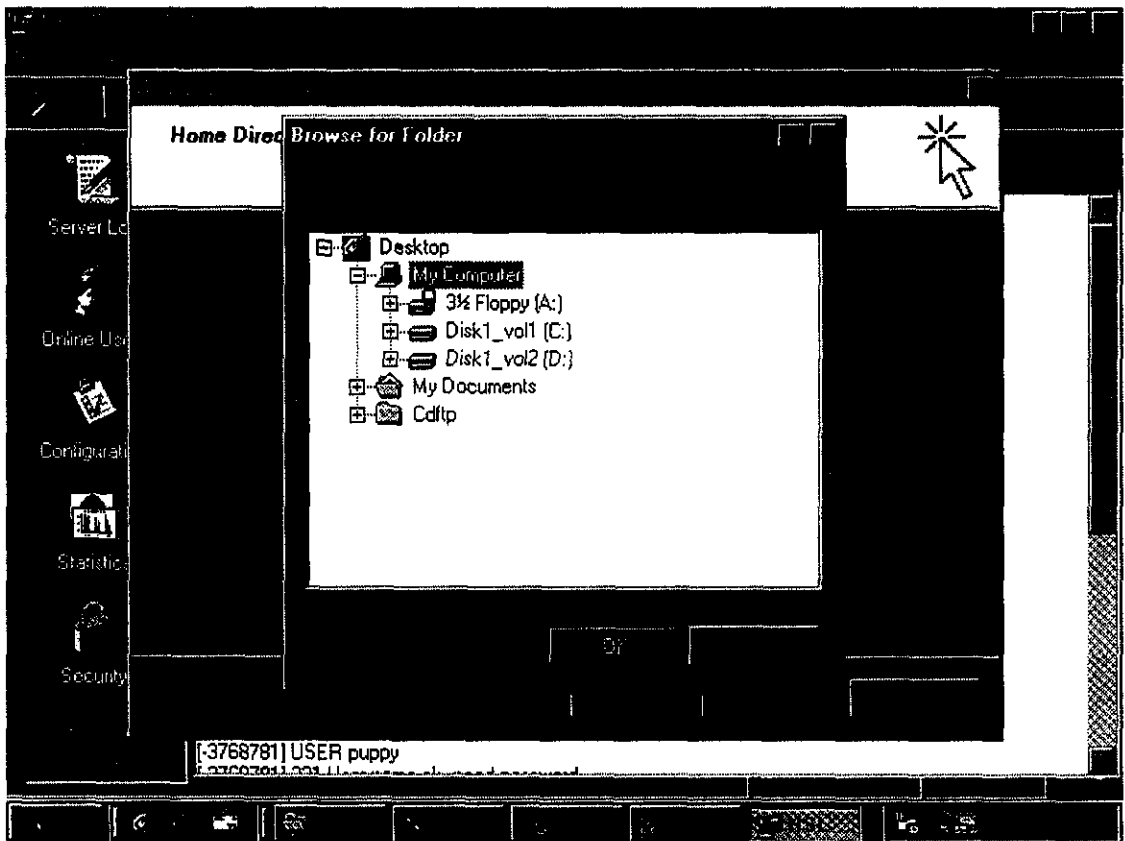 Home Direc
Browse for Folder
Server Lo
Desktop
My Computer
3½ Floppy (A:)
Disk1_vol1 (C:)
Disk1_vol2 (D:)
My Documents
Cdftp
Online Use
Configurati
Statistics
Security
[-3768781] USER puppy